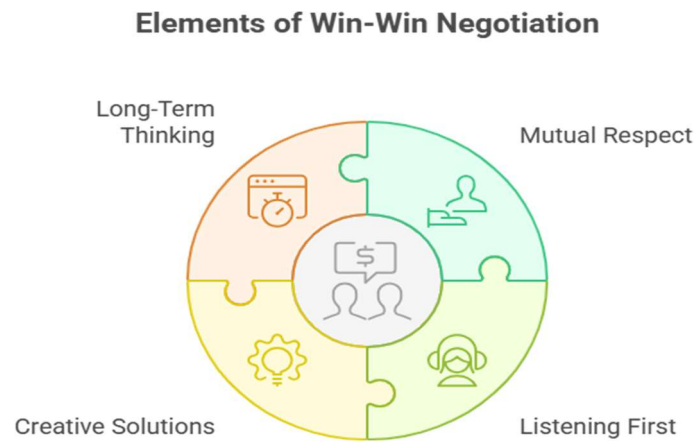 Elements of Win-Win Negotiation
Long-Term
Thinking
Mutual Respect
$
Creative Solutions
Listening First